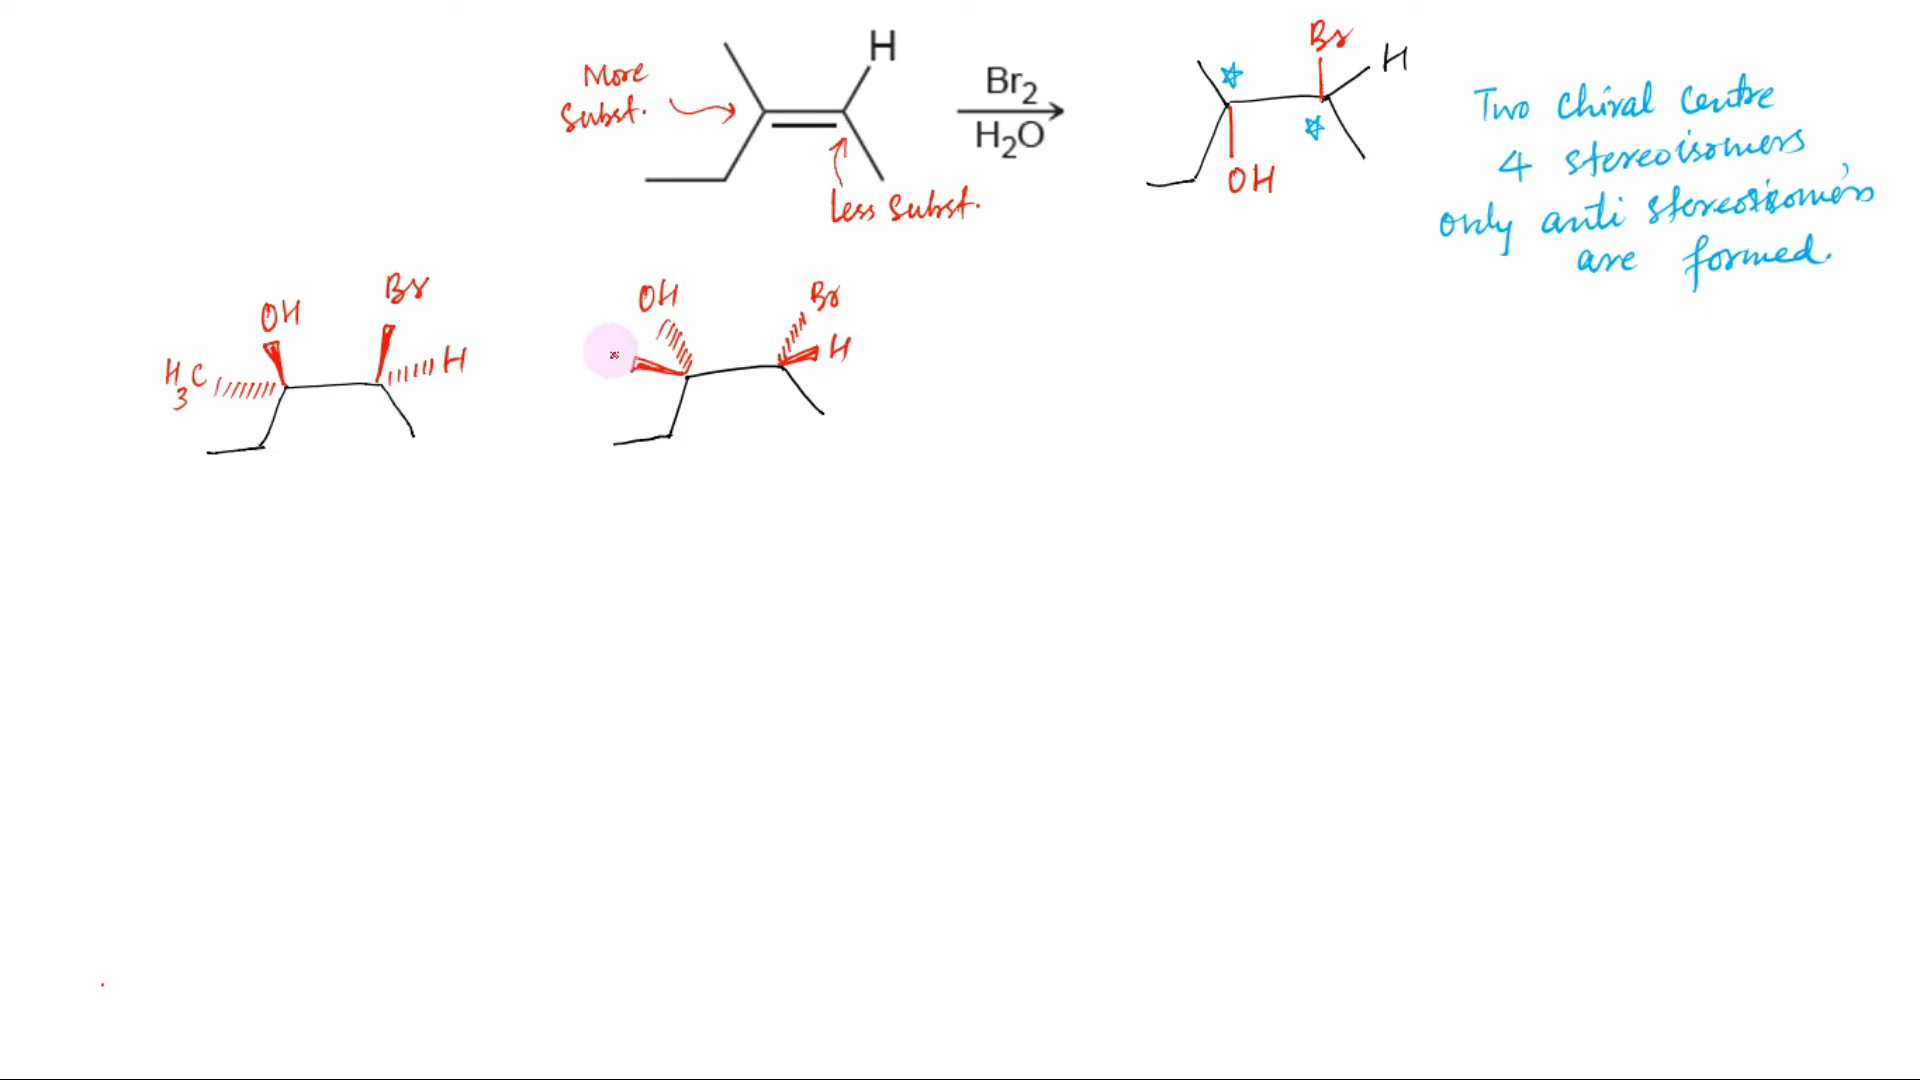 More
Subst.
H
Less Subst.
Br2
H2O
Br
H
OH
Two Chiral Centre
4 stereoisomers
only anti stereoisomers
are formed.
OH
Br
H3C
H
OH
Br
H